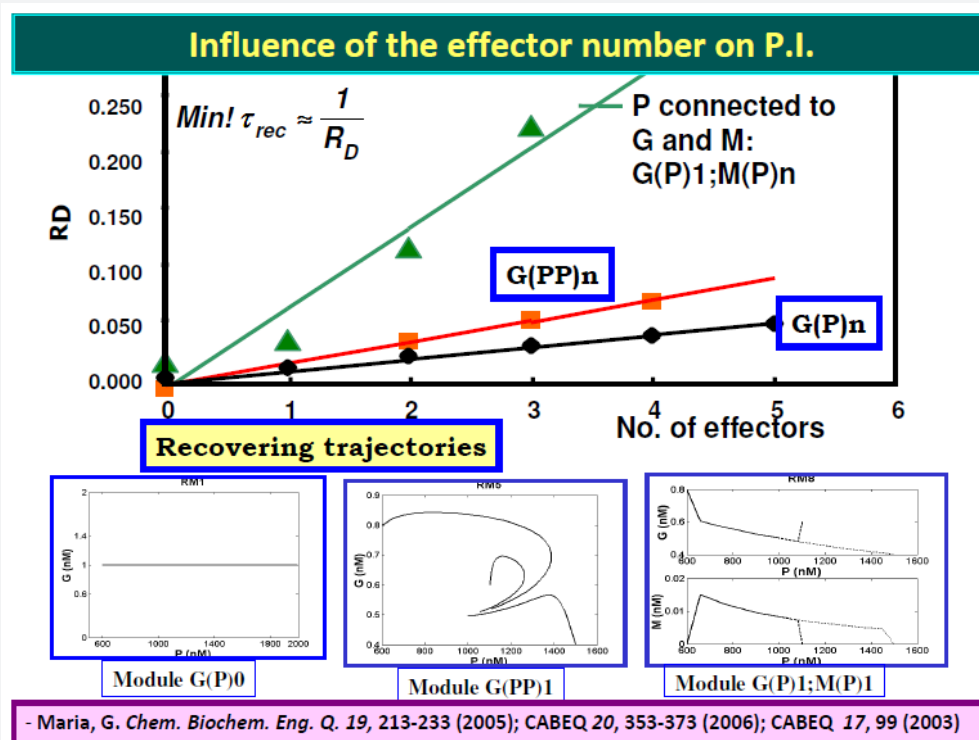 Influence of the effector number on P.I.
0.250
0.200
0.150
0.100
0.050
0.000
RD
Min! τrec ≈ 1
RD
P connected to
G and M:
G(P)1;M(P)n
G(PP)n
G(P)n
0 1 2 3 4 5 6
No. of effectors
Recovering trajectories
RM1
2
1.4
1
0.6
0
G (nM)
600 1000 1400 1800 2000
P (nM)
Module G(P)0
RM5
0.9
0.8
0.7
0.6
0.5
0.4
G (nM)
600 800 1000 1200 1400 1600
P (nM)
Module G(PP)1
RM8
0.8
0.6
0.4
G (nM)
600 800 1000 1200 1400 1600
P (nM)
0.02
0.01
0
M (nM)
600 800 1000 1200 1400 1600
P (nM)
Module G(P)1;M(P)1
- Maria, G. Chem. Biochem. Eng. Q. 19, 213-233 (2005); CABEQ 20, 353-373 (2006); CABEQ 17, 99 (2003)